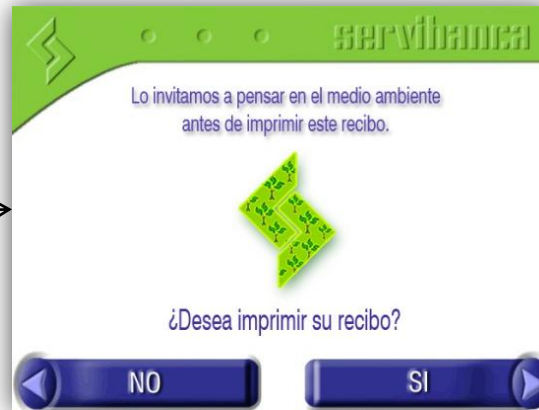 servibanca
Lo invitamos a pensar en el medio ambiente
antes de imprimir este recibo.
¿Desea imprimir su recibo?
NO
SI